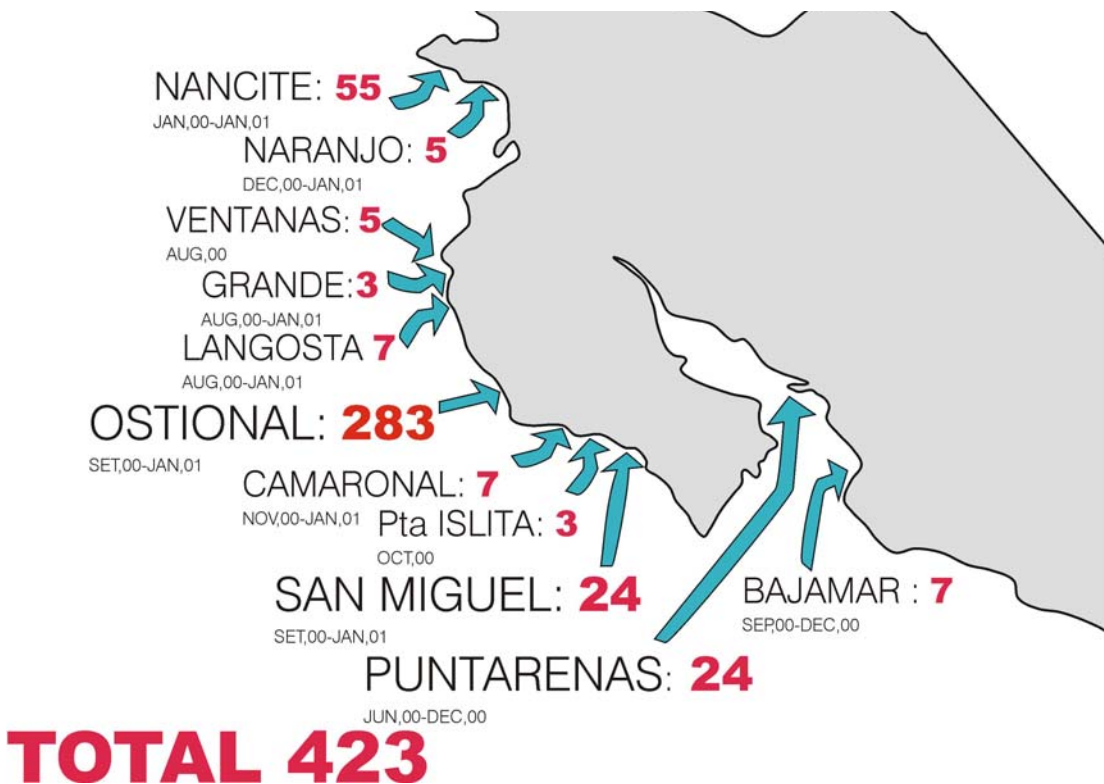 NANCITE: 55
JAN,00-JAN,01
NARANJO: 5
DEC,00-JAN,01
VENTANAS: 5
AUG,00
GRANDE:3
AUG,00-JAN,01
LANGOSTA 7
AUG,00-JAN,01
OSTIONAL: 283
SET,00-JAN,01
CAMARONAL: 7
NOV,00-JAN,01
Pta ISLITA: 3
OCT,00
SAN MIGUEL: 24
SET,00-JAN,01
BAJAMAR : 7
SEP,00-DEC,00
PUNTARENAS: 24
JUN,00-DEC,00
TOTAL 423